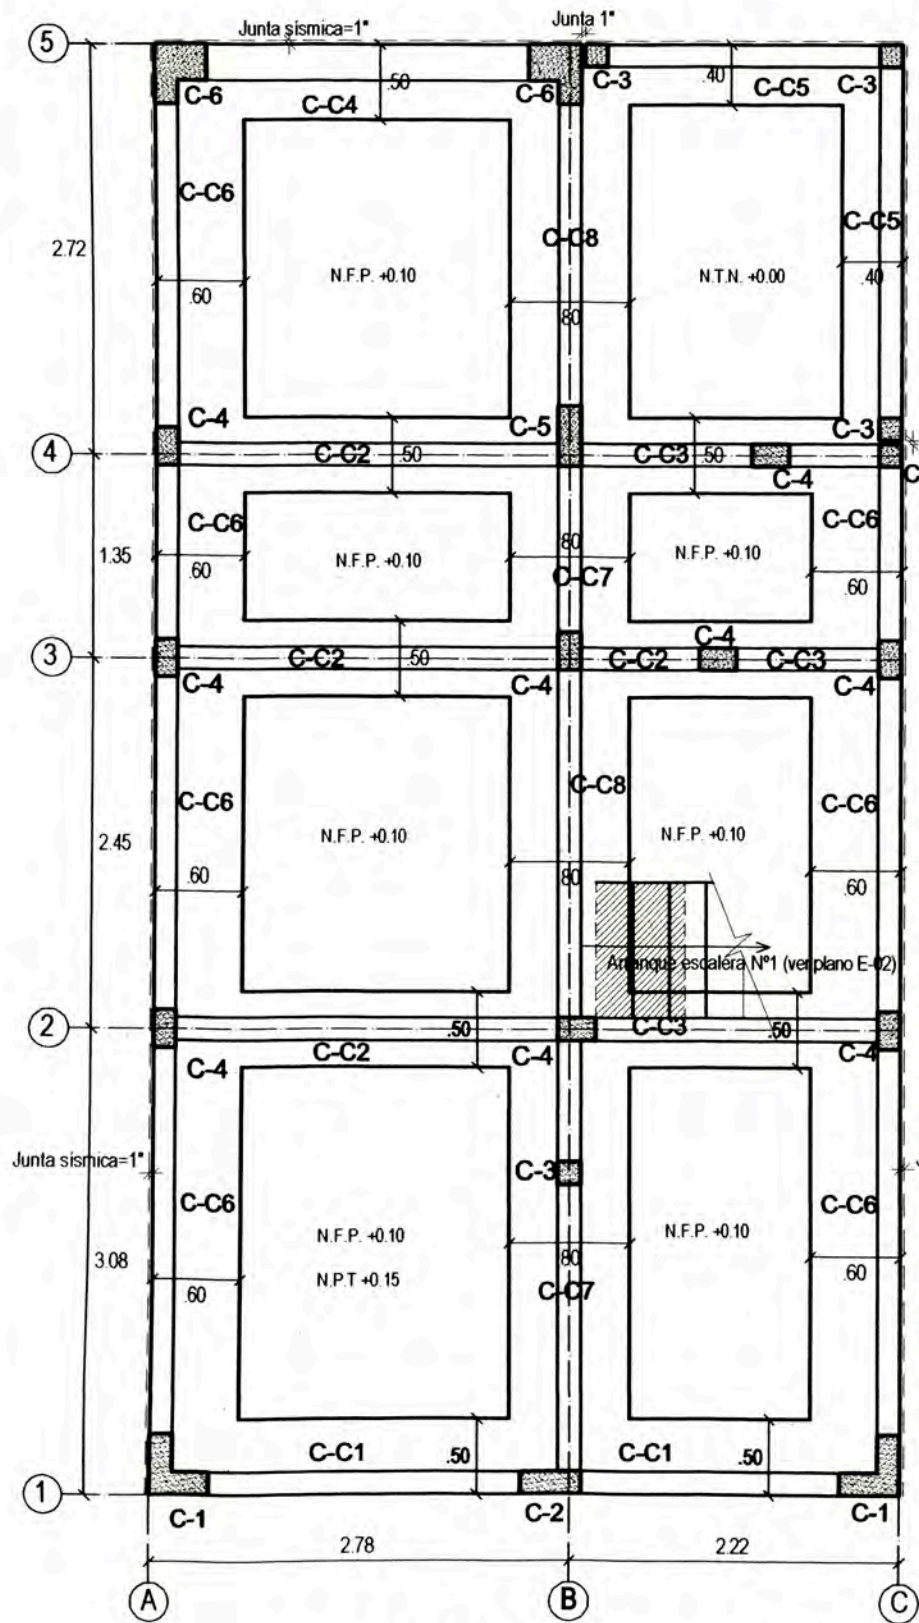 Junta sísmica=1"
Junta 1"
5
C-6
.50
C-6
C-3
.40
C-C5
C-3
C-C4
C-C6
C-C8
C-C5
2.72
N.F.P. +0.10
N.T.N. +0.00
.60
.80
.40
C-4
C-5
C-3
4
C-C2
.50
C-C3
.50
C-4
C-C6
C-C6
1.35
N.F.P. +0.10
.80
N.F.P. +0.10
.60
C-C7
.60
C-4
3
C-C2
.50
C-C2
C-C3
C-4
C-4
C-4
C-C6
C-C8
C-C6
2.45
N.F.P. +0.10
N.F.P. +0.10
.60
.80
.60
Arranque escaléra Nº1 (ver plano E-02)
2
.50
C-C3
.50
C-C2
C-4
C-4
C-4
Junta sísmica=1"
C-3
C-C6
C-C6
N.F.P. +0.10
N.F.P. +0.10
3.08
.80
.60
N.P.T +0.15
C-C7
.60
C-C1
.50
C-C1
.50
1
C-1
C-2
C-1
2.78
2.22
A
B
C